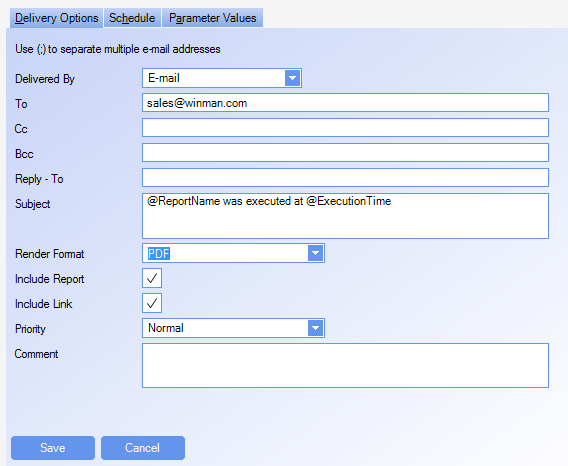 Delivery Options Schedule Parameter Values
Use (;) to separate multiple e-mail addresses
Delivered By E-mail
To sales@winman.com
Cc
Bcc
Reply - To
Subject @ReportName was executed at @ExecutionTime
Render Format PDF
Include Report
Include Link
Priority Normal
Comment
Save Cancel